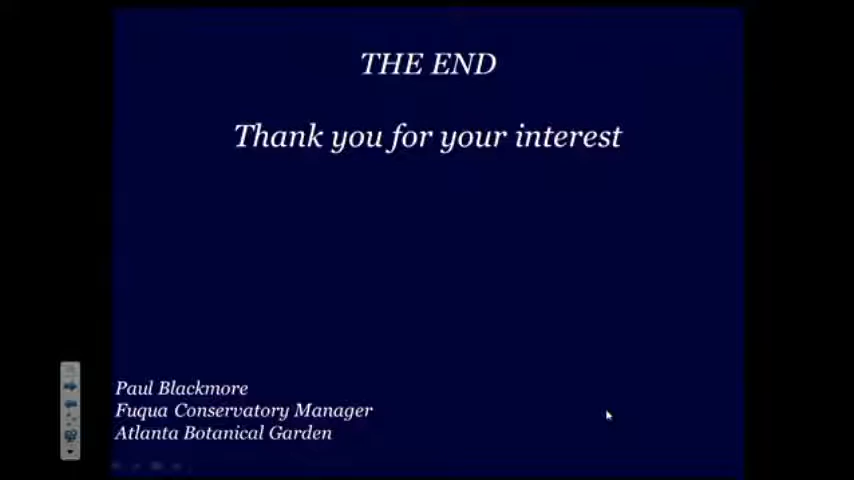 THE END
Thank you for your interest
Paul Blackmore
Fuqua Conservatory Manager
Atlanta Botanical Garden